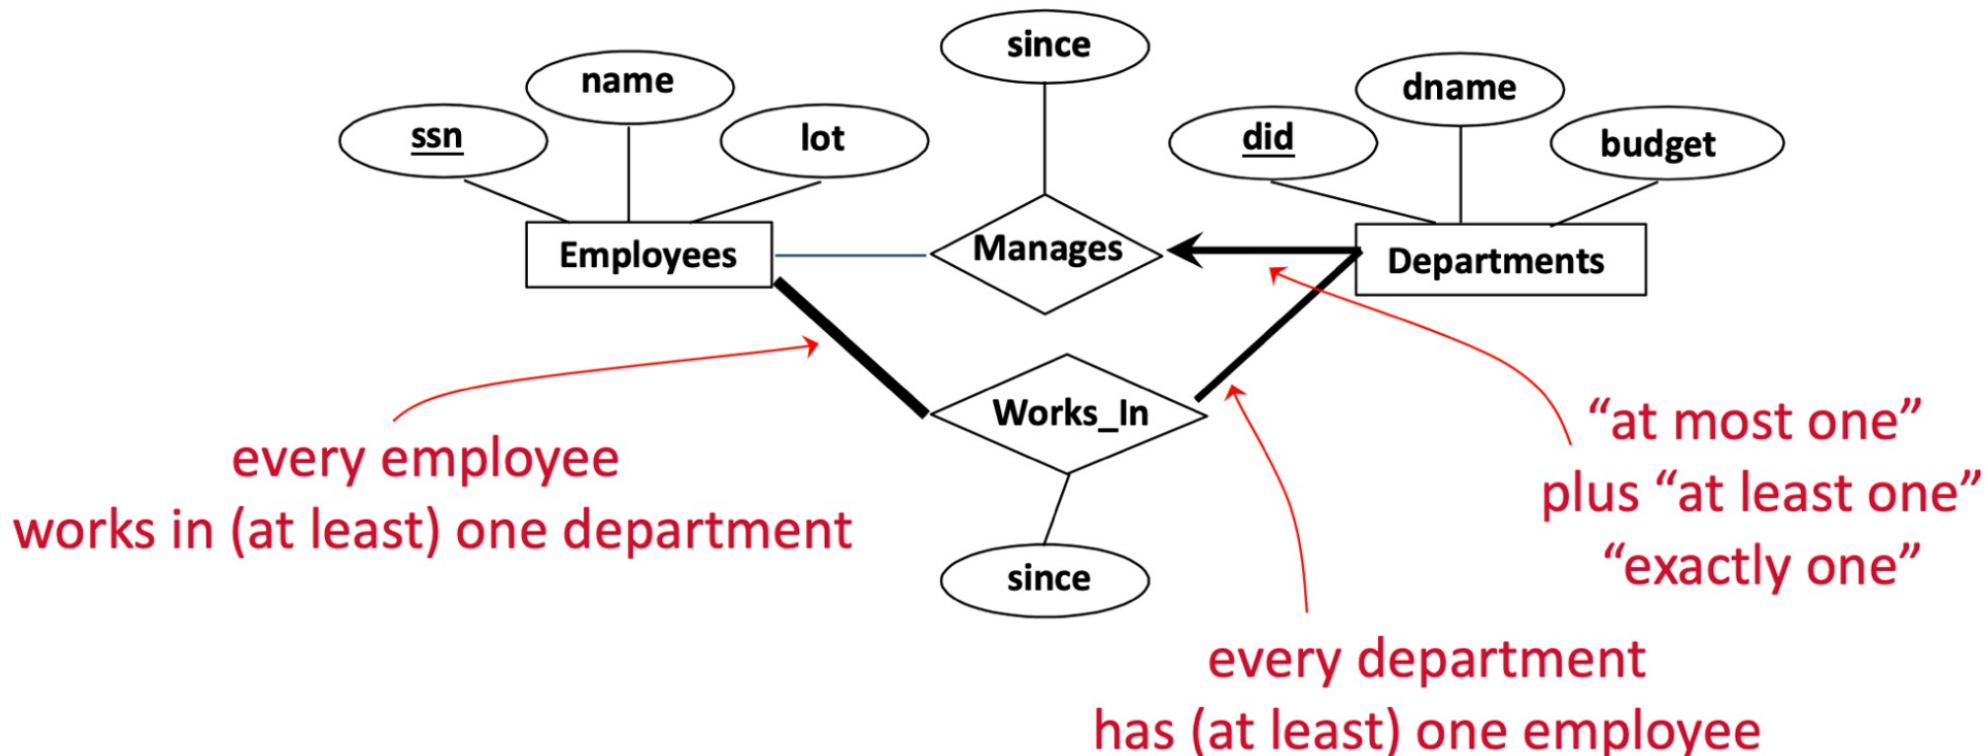 since
name
dname
ssn
lot
did
budget
Employees
Manages
Departments
Works_In
since
every employee
works in (at least) one department
“at most one”
plus “at least one”
“exactly one”
every department
has (at least) one employee